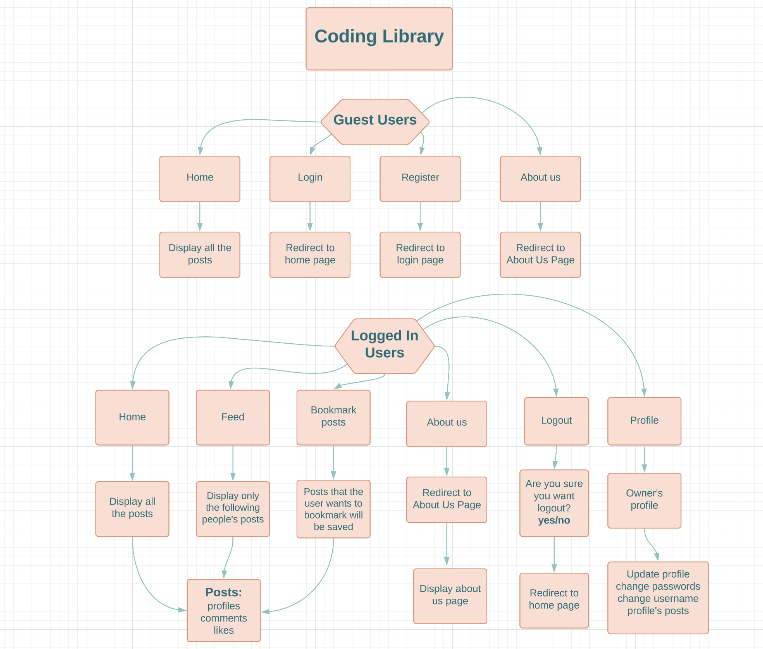 Coding Library
Guest Users
Home
Login
Register
About us
Display all the
posts
Redirect to
home page
Redirect to
login page
Redirect to
About Us Page
Logged In
Users
Home
Feed
Bookmark
posts
About us
Logout
Profile
Display all
the posts
Display only
the following
people's posts
Posts that the
user wants to
bookmark will
be saved
Redirect to
About Us Page
Are you sure
you want
logout?
yes/no
Owner's
profile
Posts:
profiles
comments
likes
Display about
us page
Redirect to
home page
Update profile
change passwords
change username
profile's posts